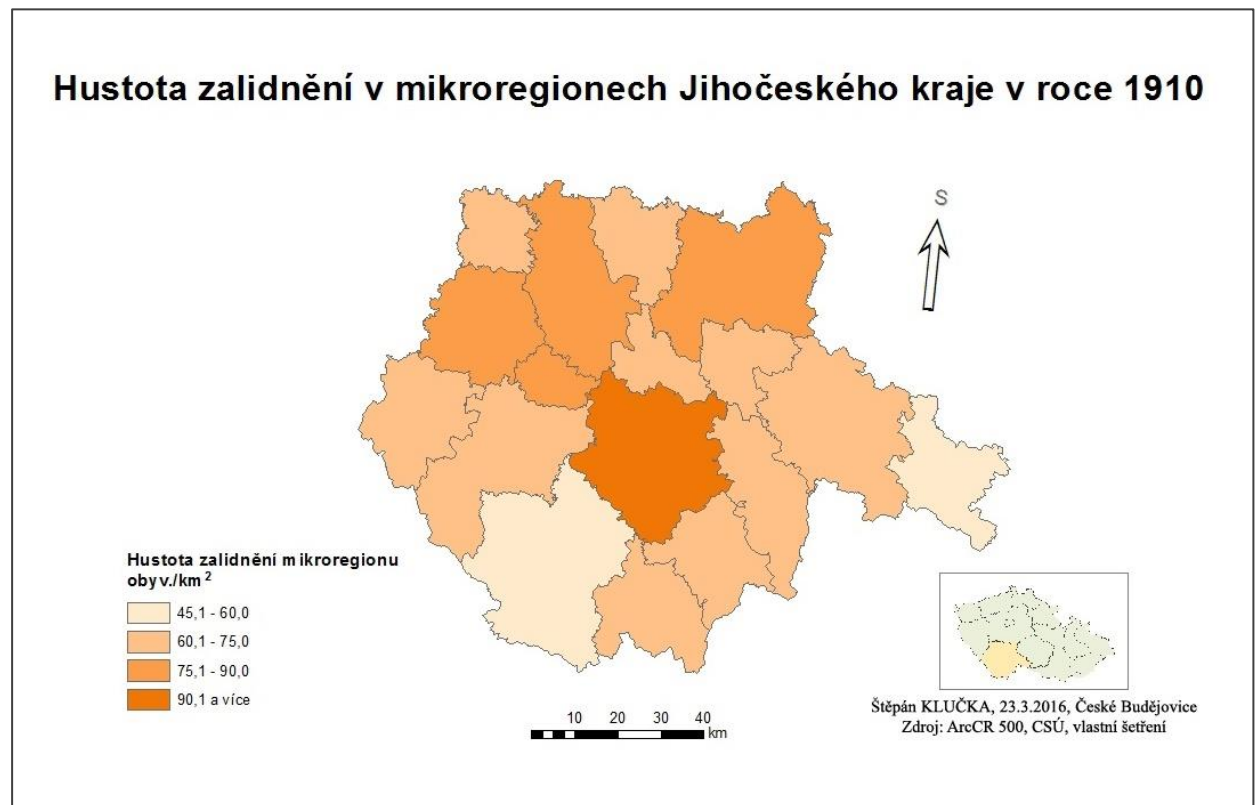 Hustota zalidnění v mikroregionech Jihočeského kraje v roce 1910
S
Hustota zalidnění mikroregionu
obyv./km²
45,1 - 60,0
60,1 - 75,0
75,1 - 90,0
90,1 a více
10 20 30 40
km
Štěpán KLUČKA, 23.3.2016, České Budějovice
Zdroj: ArcCR 500, CSÚ, vlastní šetření